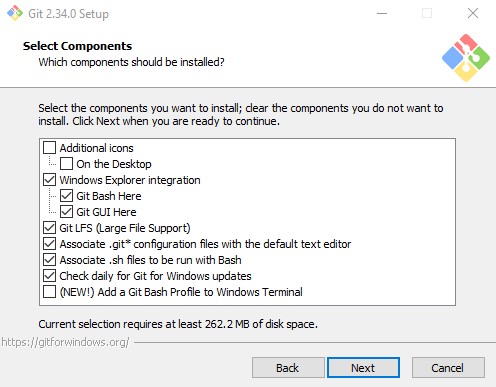 Git 2.34.0 Setup
Select Components
Which components should be installed?
Select the components you want to install; clear the components you do not want to
install. Click Next when you are ready to continue.
Additional icons
On the Desktop
Windows Explorer integration
Git Bash Here
Git GUI Here
Git LFS (Large File Support)
Associate .git* configuration files with the default text editor
Associate .sh files to be run with Bash
Check daily for Git for Windows updates
(NEW!) Add a Git Bash Profile to Windows Terminal
Current selection requires at least 262.2 MB of disk space.
https://gitforwindows.org/
Back
Next
Cancel